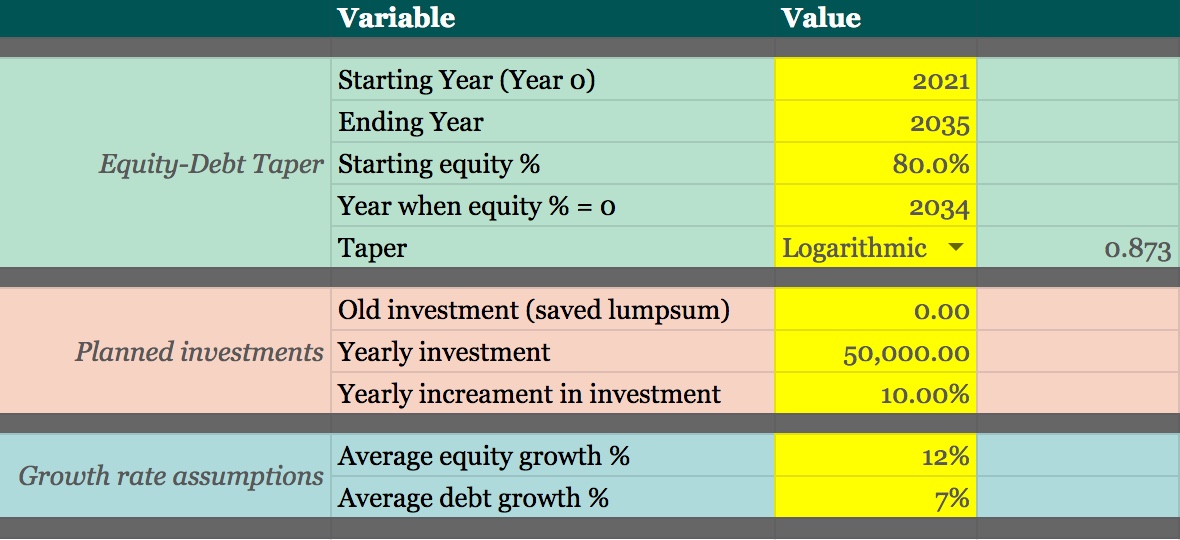 Variable Value
Equity-Debt Taper
Starting Year (Year 0) 2021
Ending Year 2035
Starting equity % 80.0%
Year when equity % = 0 2034
Taper Logarithmic 0.873
Planned investments
Old investment (saved lumpsum) 0.00
Yearly investment 50,000.00
Yearly increament in investment 10.00%
Growth rate assumptions
Average equity growth % 12%
Average debt growth % 7%